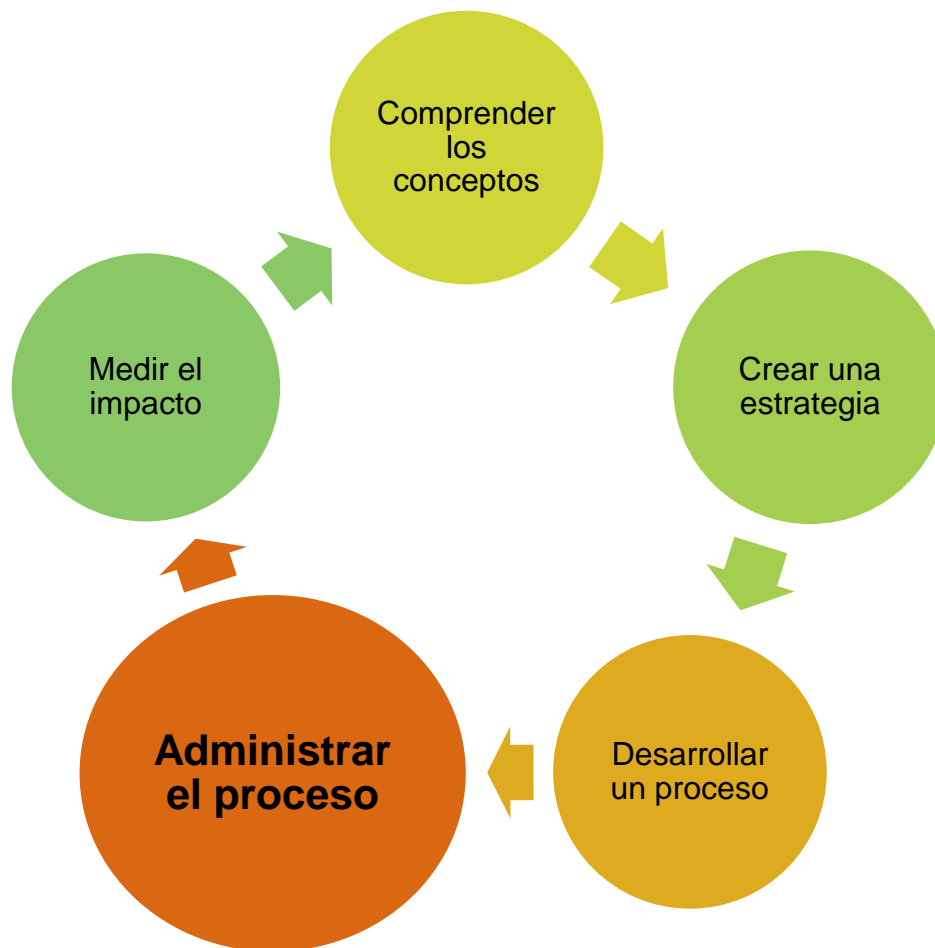 Comprender
los
conceptos
Crear una
estrategia
Desarrollar
un proceso
Administrar
el proceso
Medir el
impacto